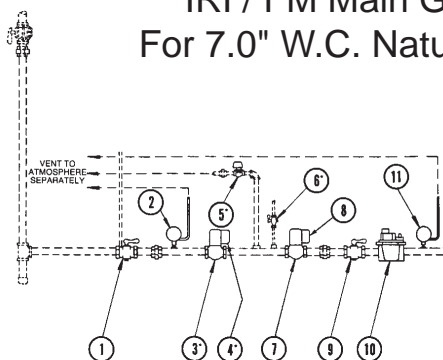 IRI / FM Main G
For 7.0" W.C. Natu
VENT TO
ATMOSPHERE
SEPARATELY
11
2
5*
6*
8
1
3*
4*
7
9
10